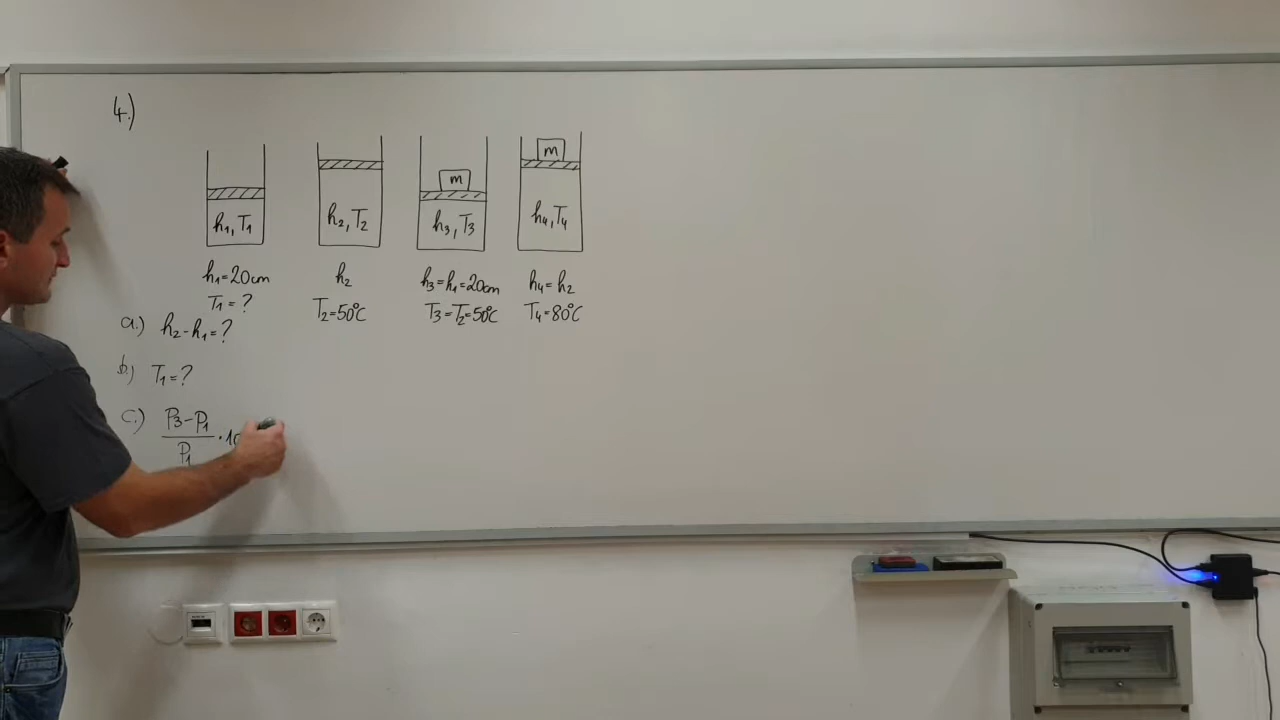 4.)
m
m
h₁, T₁
h₂, T₂
h₃, T₃
h₄, T₄
h₁=20cm
T₁=?
h₂
T₂=50°C
h₃=h₁=20cm
T₃=T₂=50°C
h₄=h₂
T₄=80°C
a.) h₂-h₁=?
b.) T₁=?
c.) P₃-P₁
P₁
·10